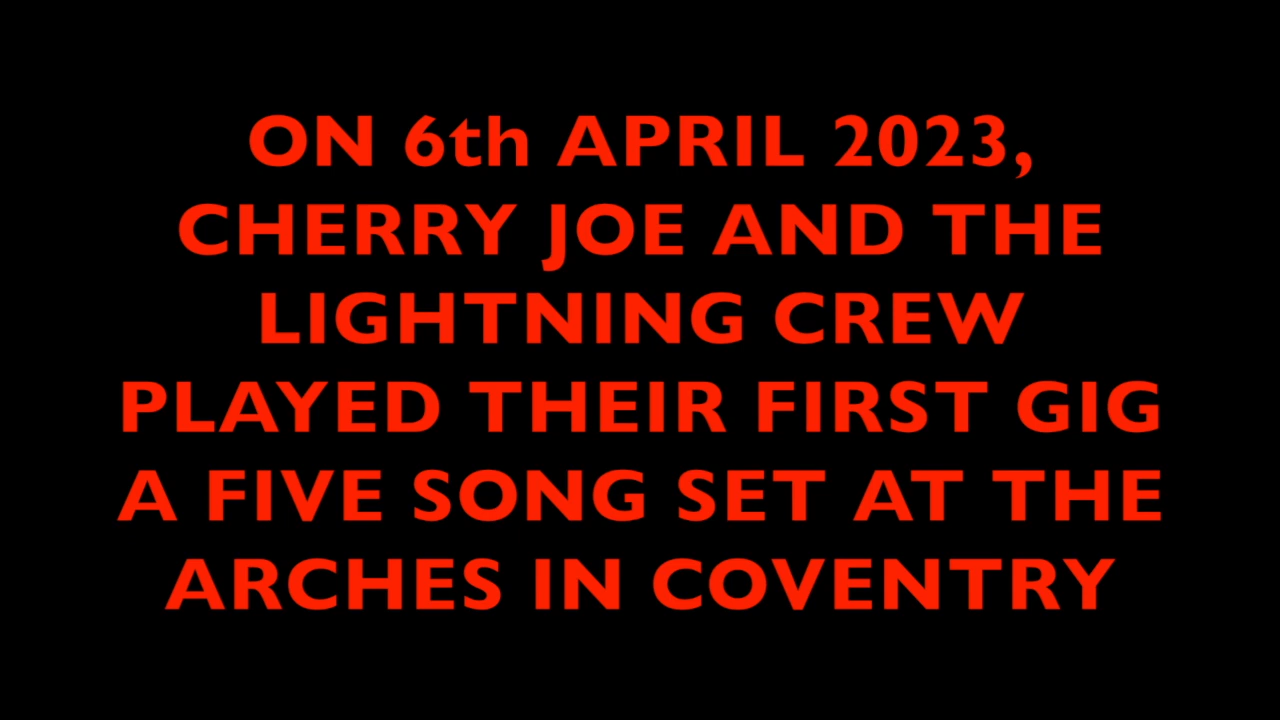 ON 6th APRIL 2023,
CHERRY JOE AND THE
LIGHTNING CREW
PLAYED THEIR FIRST GIG
A FIVE SONG SET AT THE
ARCHES IN COVENTRY